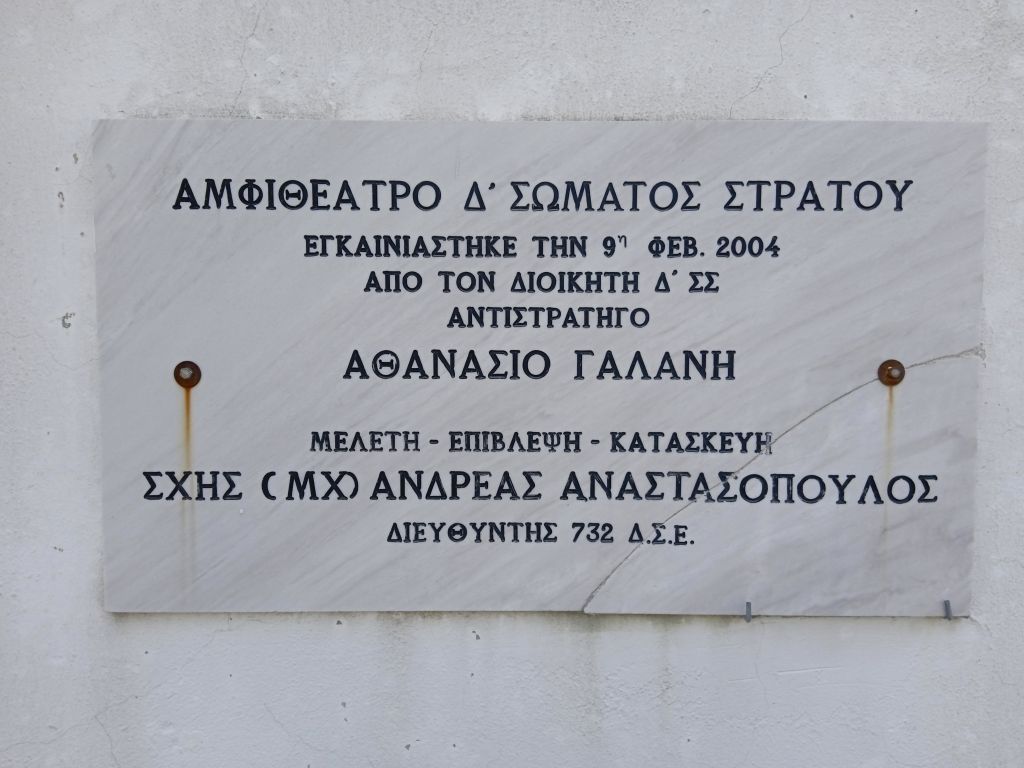 ΑΜΦΙΘΕΑΤΡΟ Δ΄ ΣΩΜΑΤΟΣ ΣΤΡΑΤΟΥ
ΕΓΚΑΙΝΙΑΣΤΗΚΕ ΤΗΝ 9η ΦΕΒ. 2004
ΑΠΟ ΤΟΝ ΔΙΟΙΚΗΤΗ Δ΄ ΣΣ
ΑΝΤΙΣΤΡΑΤΗΓΟ
ΑΘΑΝΑΣΙΟ ΓΑΛΑΝΗ
ΜΕΛΕΤΗ - ΕΠΙΒΛΕΨΗ - ΚΑΤΑΣΚΕΥΗ
ΣΧΗΣ (ΜΧ) ΑΝΔΡΕΑΣ ΑΝΑΣΤΑΣΟΠΟΥΛΟΣ
ΔΙΕΥΘΥΝΤΗΣ 732 Δ.Σ.Ε.